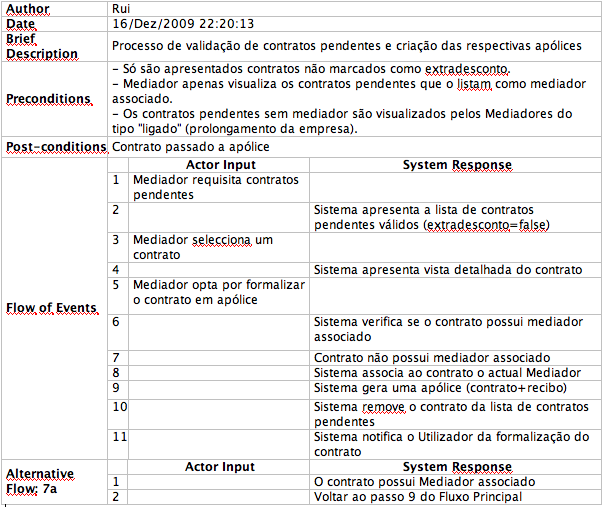 Author Rui
Date 16/Dez/2009 22:20:13
Brief
Description Processo de validação de contratos pendentes e criação das respectivas apólices
Preconditions – Só são apresentados contratos não marcados como extradesconto.
– Mediador apenas visualiza os contratos pendentes que o listam como mediador
associado.
– Os contratos pendentes sem mediador são visualizados pelos Mediadores do
tipo "ligado" (prolongamento da empresa).
Post-conditions Contrato passado a apólice
Flow of Events
Actor Input System Response
1 Mediador requisita contratos
pendentes
2 Sistema apresenta a lista de contratos
pendentes válidos (extradesconto=false)
3 Mediador selecciona um
contrato
4 Sistema apresenta vista detalhada do contrato
5 Mediador opta por formalizar
o contrato em apólice
6 Sistema verifica se o contrato possui mediador
associado
7 Contrato não possui mediador associado
8 Sistema associa ao contrato o actual Mediador
9 Sistema gera uma apólice (contrato+recibo)
10 Sistema remove o contrato da lista de contratos
pendentes
11 Sistema notifica o Utilizador da formalização do
contrato
Alternative
Flow: 7a
Actor Input System Response
1 O contrato possui Mediador associado
2 Voltar ao passo 9 do Fluxo Principal